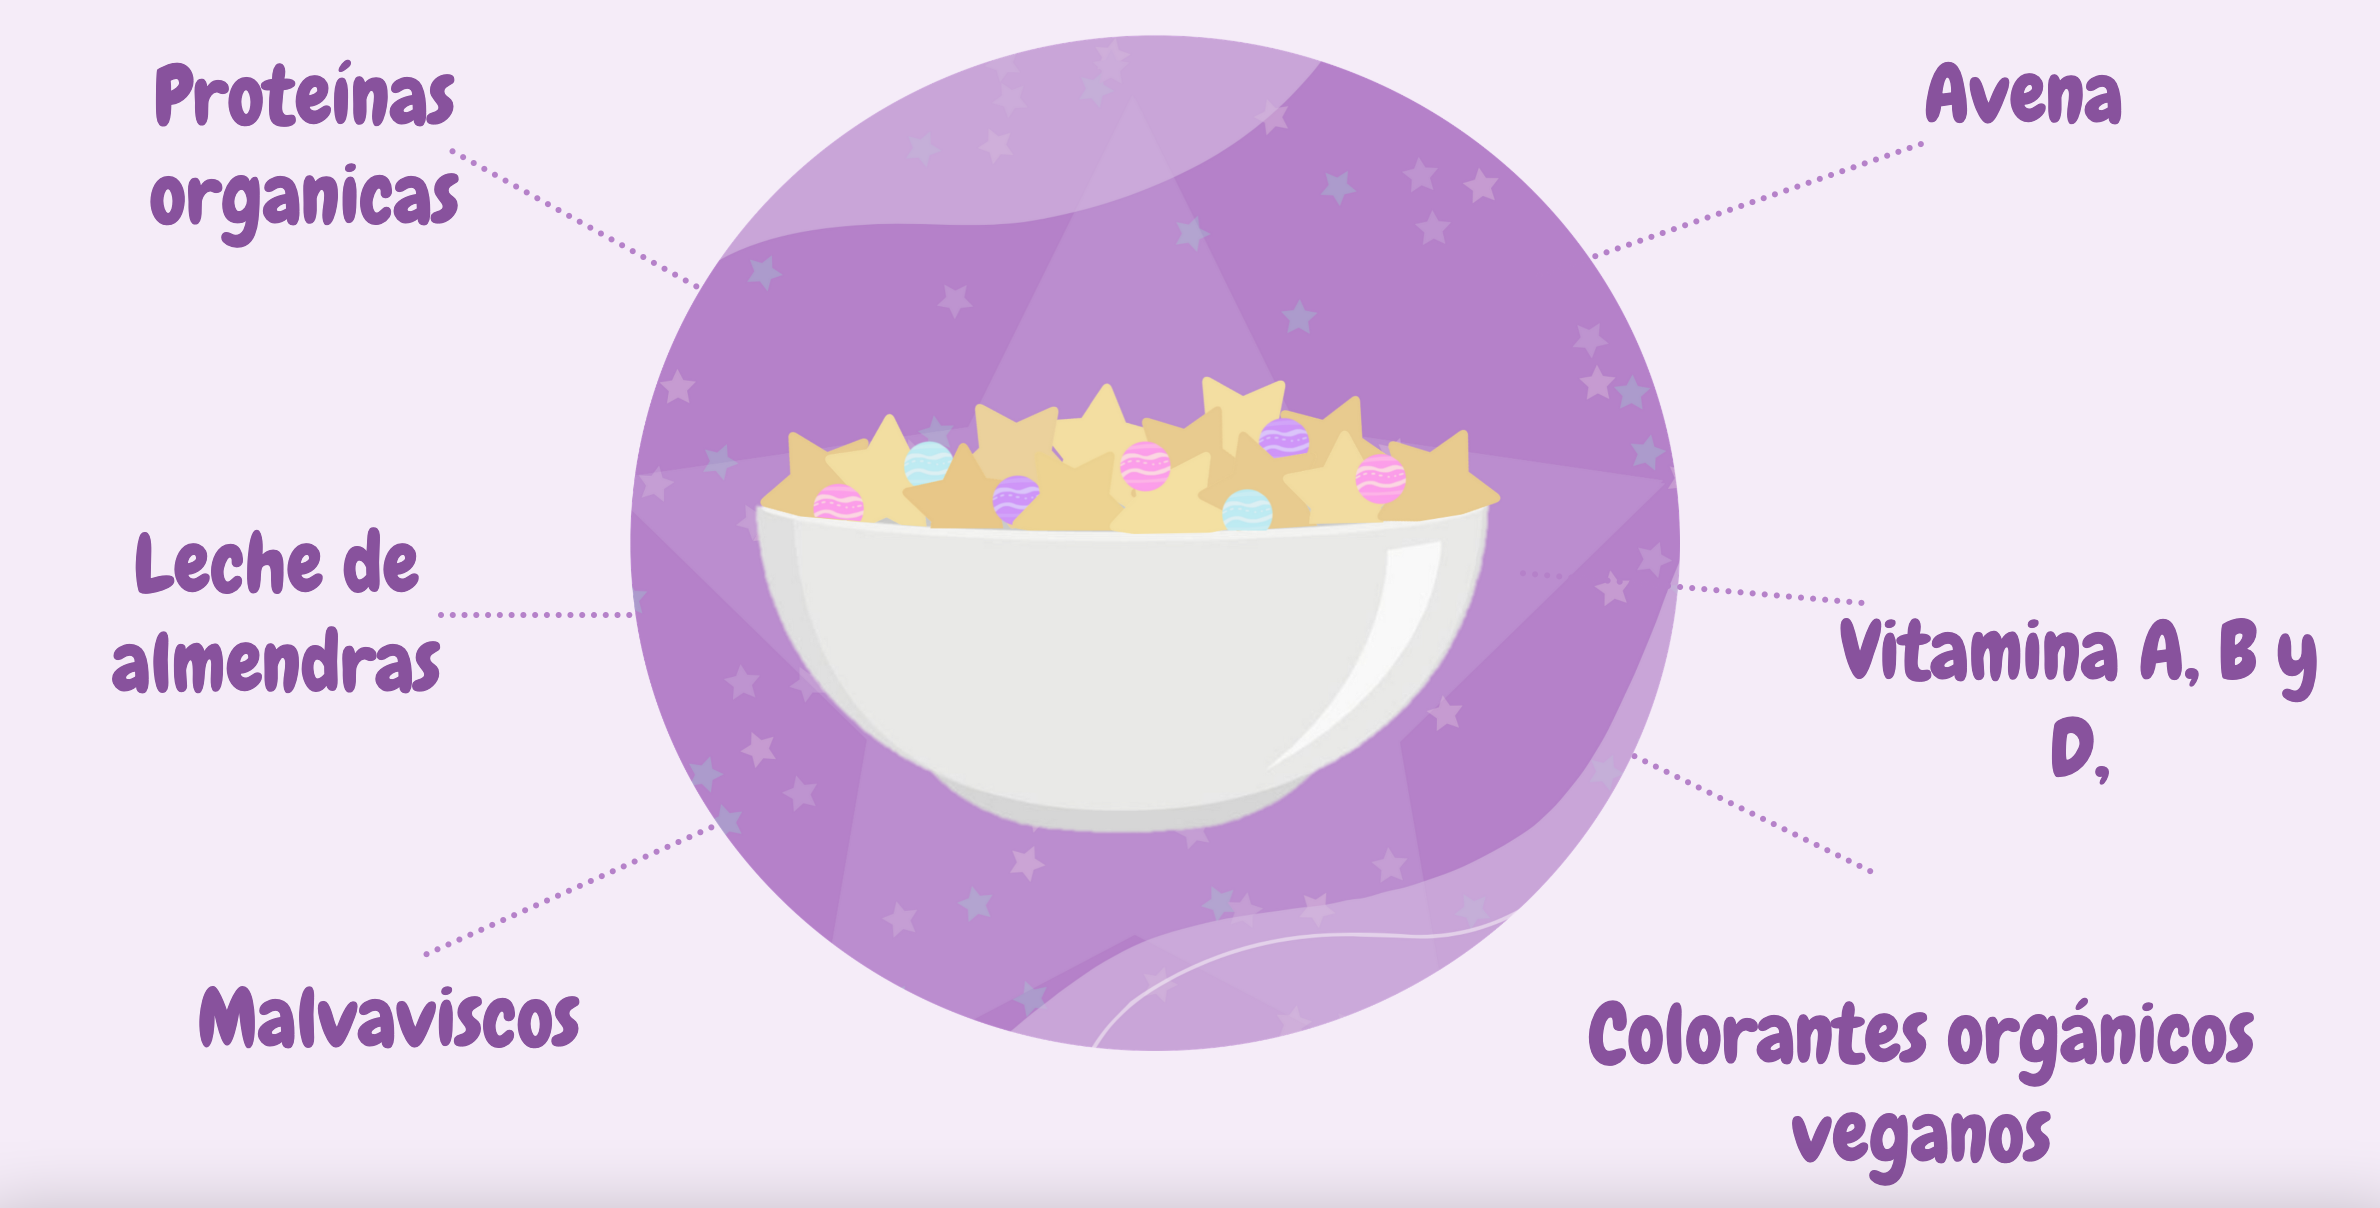 Proteínas
organicas
Avena
Leche de
almendras
Vitamina A, B y
D,
Malvaviscos
Colorantes orgánicos
veganos